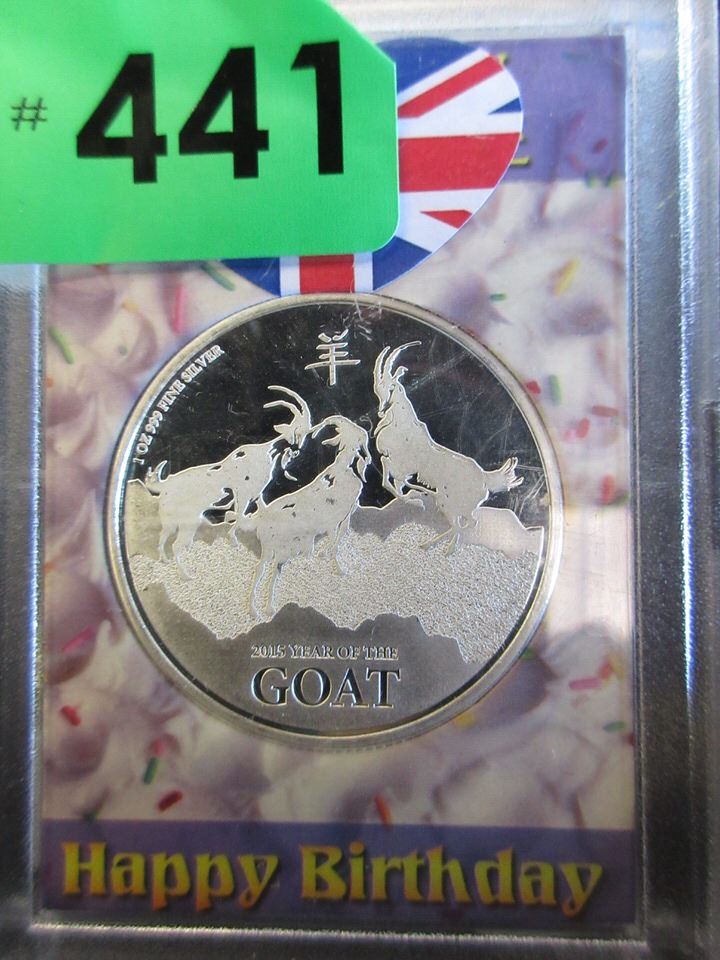 # 441
羊
1 OZ 999 FINE SILVER
2015 YEAR OF THE
GOAT
Happy Birthday